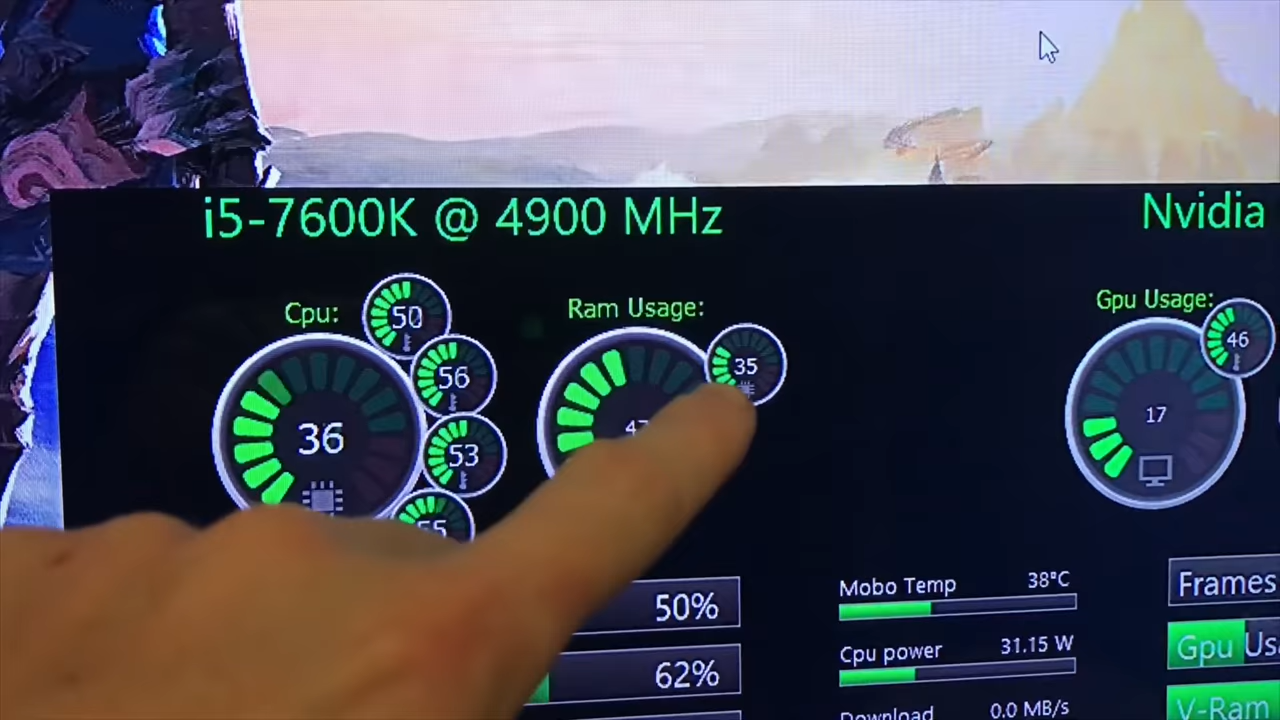 i5-7600K @ 4900 MHz
Nvidia
Cpu:
50
56
53
36
Ram Usage:
35
Gpu Usage:
46
17
50%
62%
Mobo Temp 38°C
Cpu power 31.15 W
Download 0.0 MB/s
Frames
Gpu Us
V-Ram